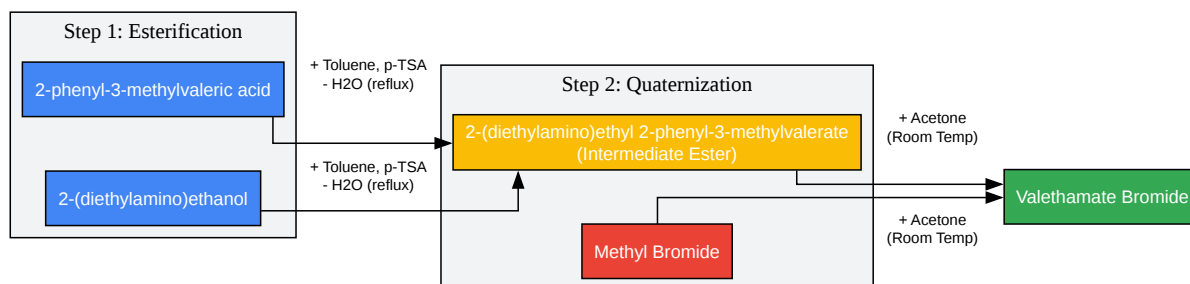 Step 1: Esterification
2-phenyl-3-methylvaleric acid
2-(diethylamino)ethanol
+ Toluene, p-TSA
- H2O (reflux)
+ Toluene, p-TSA
- H2O (reflux)
Step 2: Quaternization
2-(diethylamino)ethyl 2-phenyl-3-methylvalerate
(Intermediate Ester)
Methyl Bromide
+ Acetone
(Room Temp)
+ Acetone
(Room Temp)
Valethamate Bromide